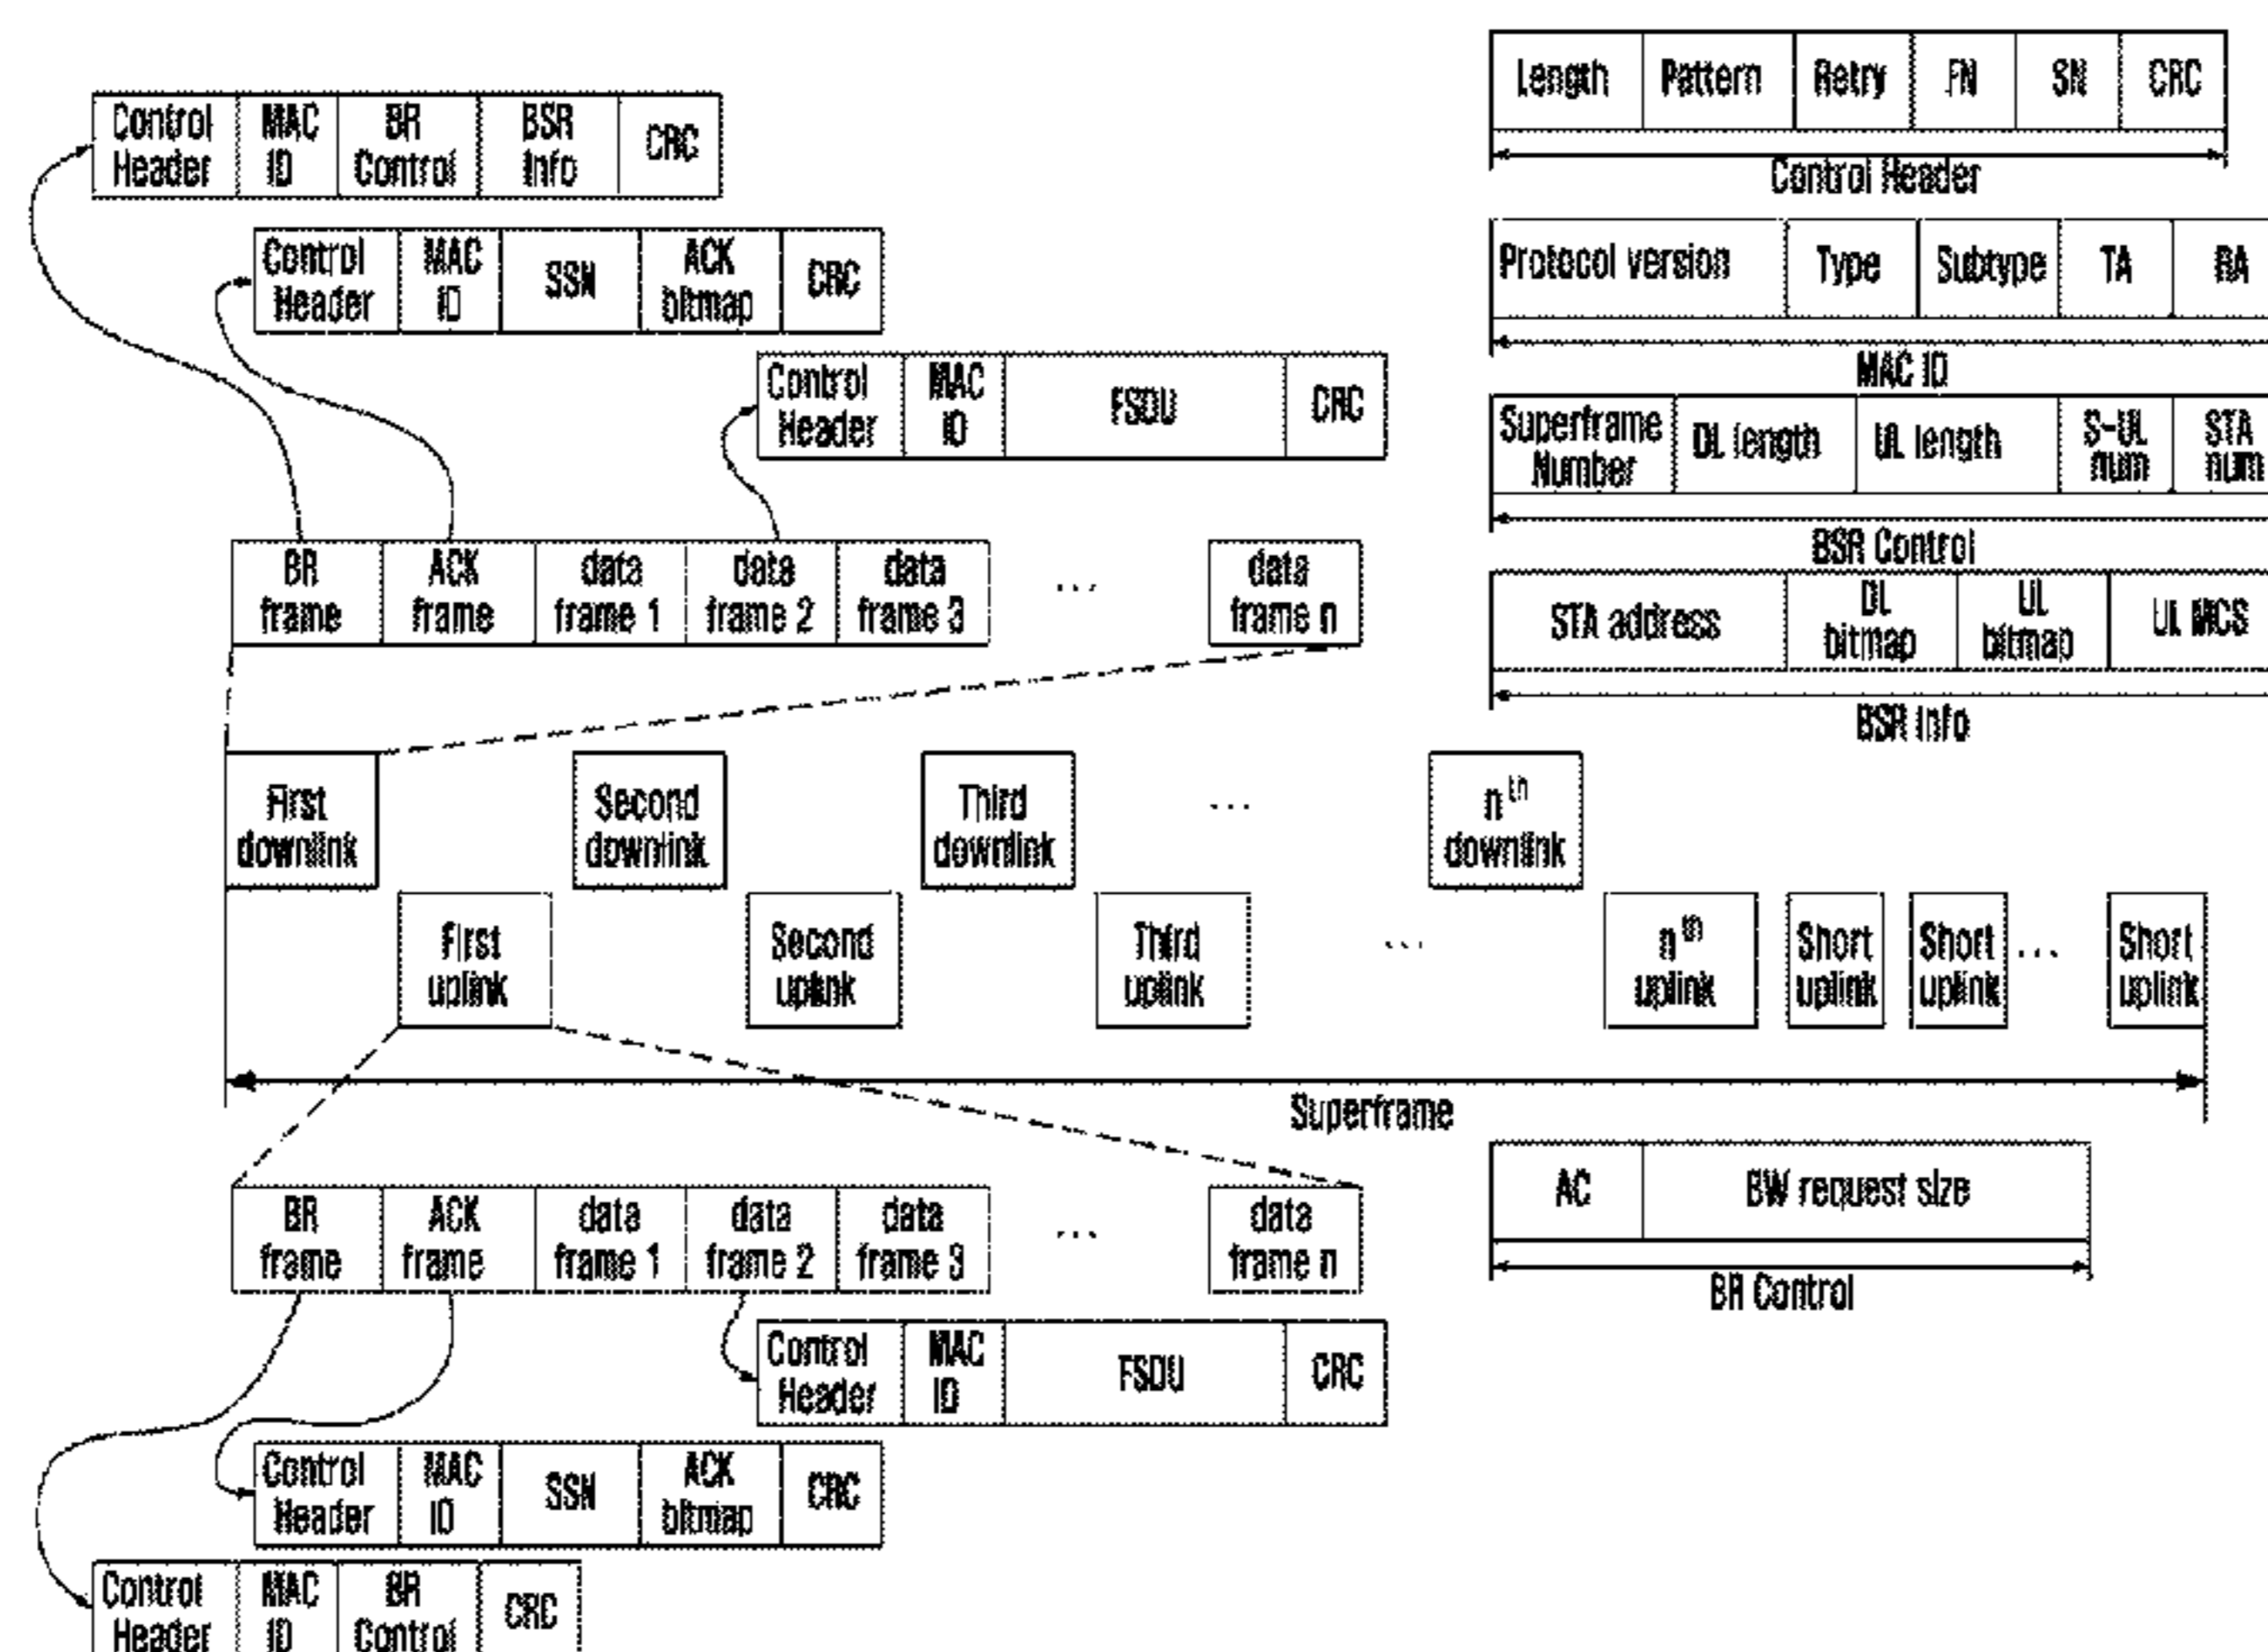 Control Header MAC ID BR Control BSR Info CRC
Control Header MAC ID SSN ACK bitmap CRC
Control Header MAC ID FSDU CRC
BR frame ACK frame data frame 1 data frame 2 data frame 3 ... data frame n
Length Pattern Retry FN SN CRC
Control Header
Protocol version Type Subtype TA RA
MAC ID
Superframe Number DL length UL length S-UL num STA num
BSR Control
STA address DL bitmap UL bitmap UL MCS
BSR Info
First downlink Second downlink Third downlink ... nth downlink
First uplink Second uplink Third uplink ... nth uplink Short uplink Short uplink ... Short uplink
Superframe
BR frame ACK frame data frame 1 data frame 2 data frame 3 ... data frame n
AC BW request size
BR Control
Control Header MAC ID FSDU CRC
Control Header MAC ID SSN ACK bitmap CRC
Control Header MAC ID BR Control CRC